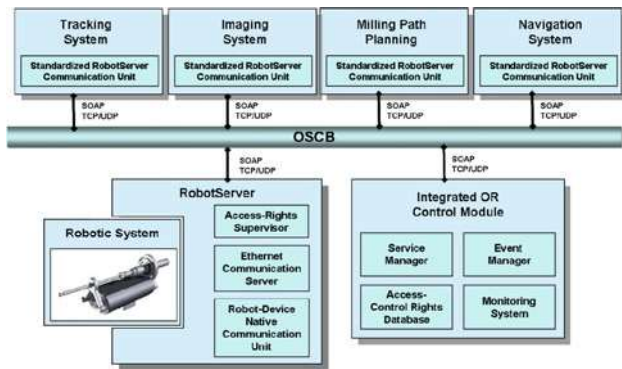 Tracking
System
Standardized RobotServer
Communication Unit
Imaging
System
Standardized RobotServer
Communication Unit
Milling Path
Planning
Standardized RobotServer
Communication Unit
Navigation
System
Standardized RobotServer
Communication Unit
SOAP
TCP/UDP
SOAP
TCP/UDP
SOAP
TCP/UDP
SOAP
TCP/UDP
OSCB
SOAP
TCP/UDP
SOAP
TCP/UDP
RobotServer
Robotic System
Access-Rights
Supervisor
Ethernet
Communication
Server
Robot-Device
Native
Communication
Unit
Integrated OR
Control Module
Service
Manager
Event
Manager
Access-
Control Rights
Database
Monitoring
System